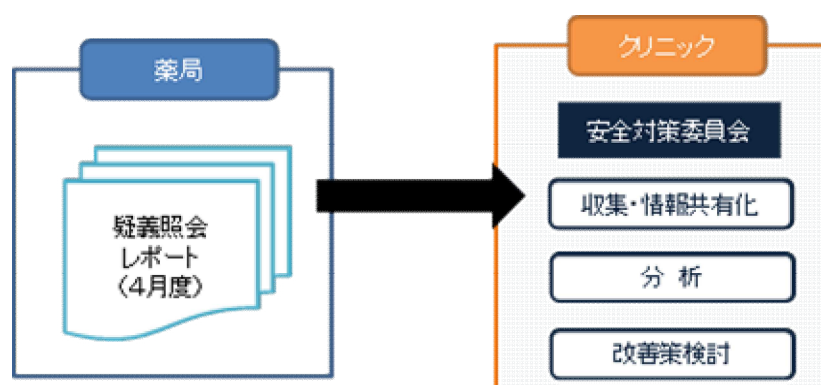 薬局
疑義照会
レポート
（4月度）
クリニック
安全対策委員会
収集・情報共有化
分 析
改善策検討